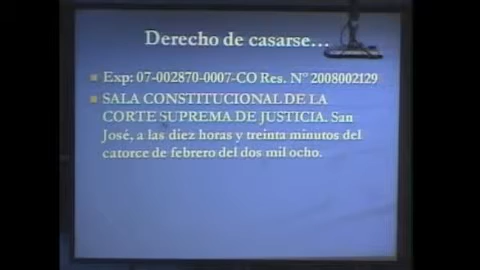 Derecho de casarse...
Exp: 07-002870-0007-CO Res. Nº 2008002129
SALA CONSTITUCIONAL DE LA
CORTE SUPREMA DE JUSTICIA. San
José, a las diez horas y treinta minutos del
catorce de febrero del dos mil ocho.